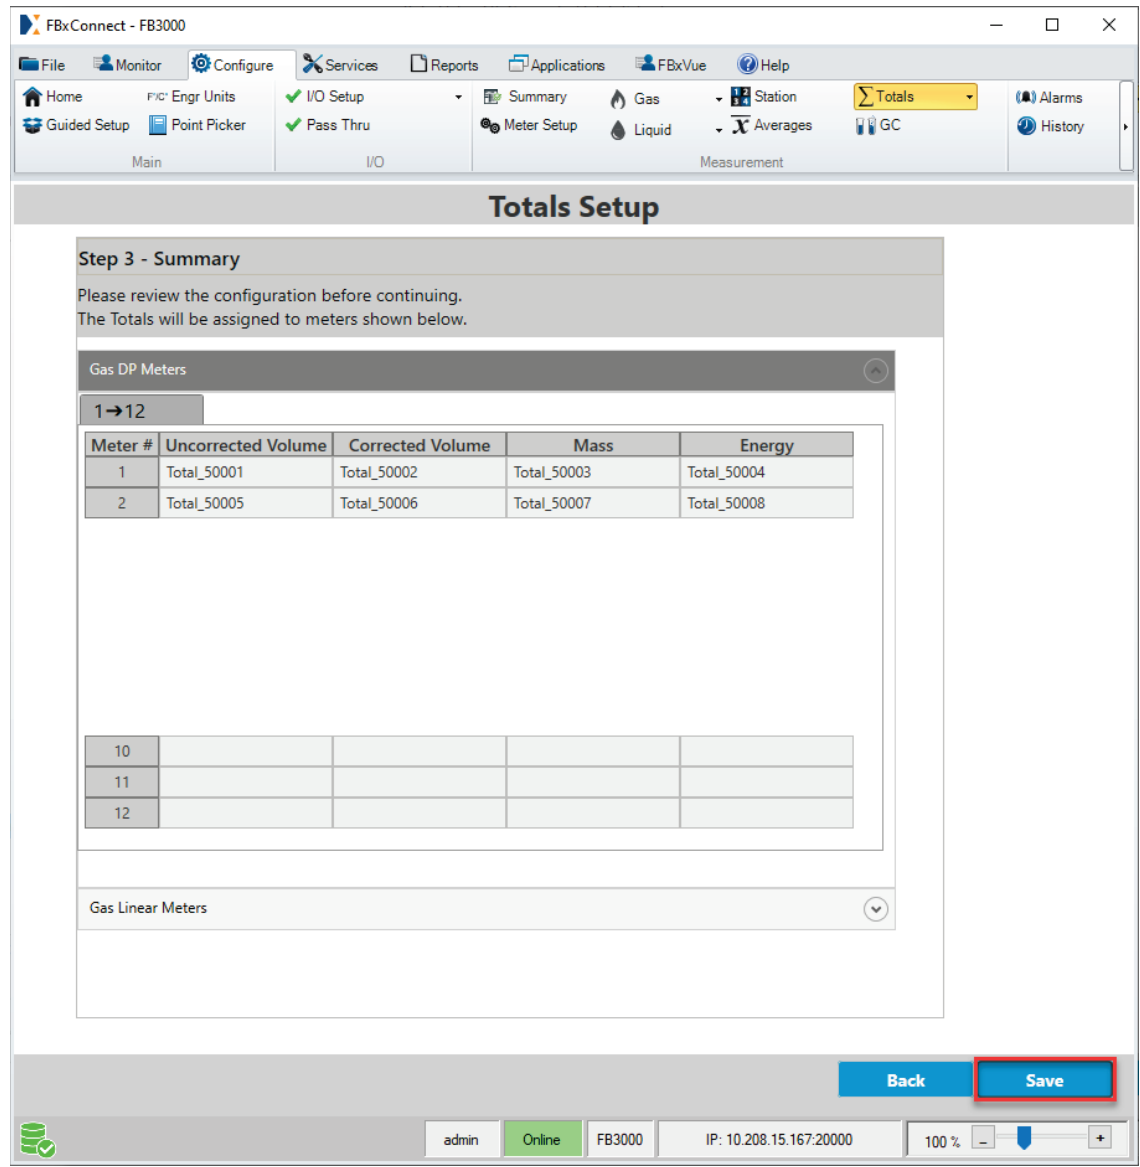 FBxConnect - FB3000
File Monitor Configure Services Reports Applications FBxVue Help
Home F°/C° Engr Units I/O Setup Summary Gas Station Totals Alarms
Guided Setup Point Picker Pass Thru Meter Setup Liquid Averages GC History
Main I/O Measurement
Totals Setup
Step 3 - Summary
Please review the configuration before continuing.
The Totals will be assigned to meters shown below.
Gas DP Meters
1➔12
Meter # Uncorrected Volume Corrected Volume Mass Energy
1 Total_50001 Total_50002 Total_50003 Total_50004
2 Total_50005 Total_50006 Total_50007 Total_50008
10
11
12
Gas Linear Meters
Back Save
admin Online FB3000 IP: 10.208.15.167:20000 100 % - +